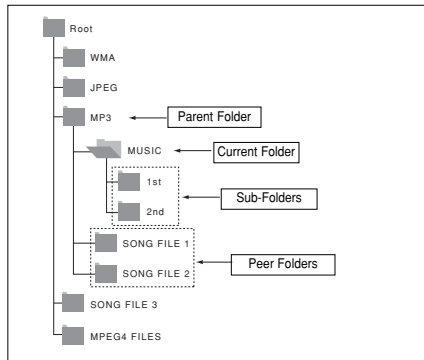 Root
WMA
JPEG
MP3
Parent Folder
MUSIC
Current Folder
1st
Sub-Folders
2nd
SONG FILE 1
Peer Folders
SONG FILE 2
SONG FILE 3
MPEG4 FILES